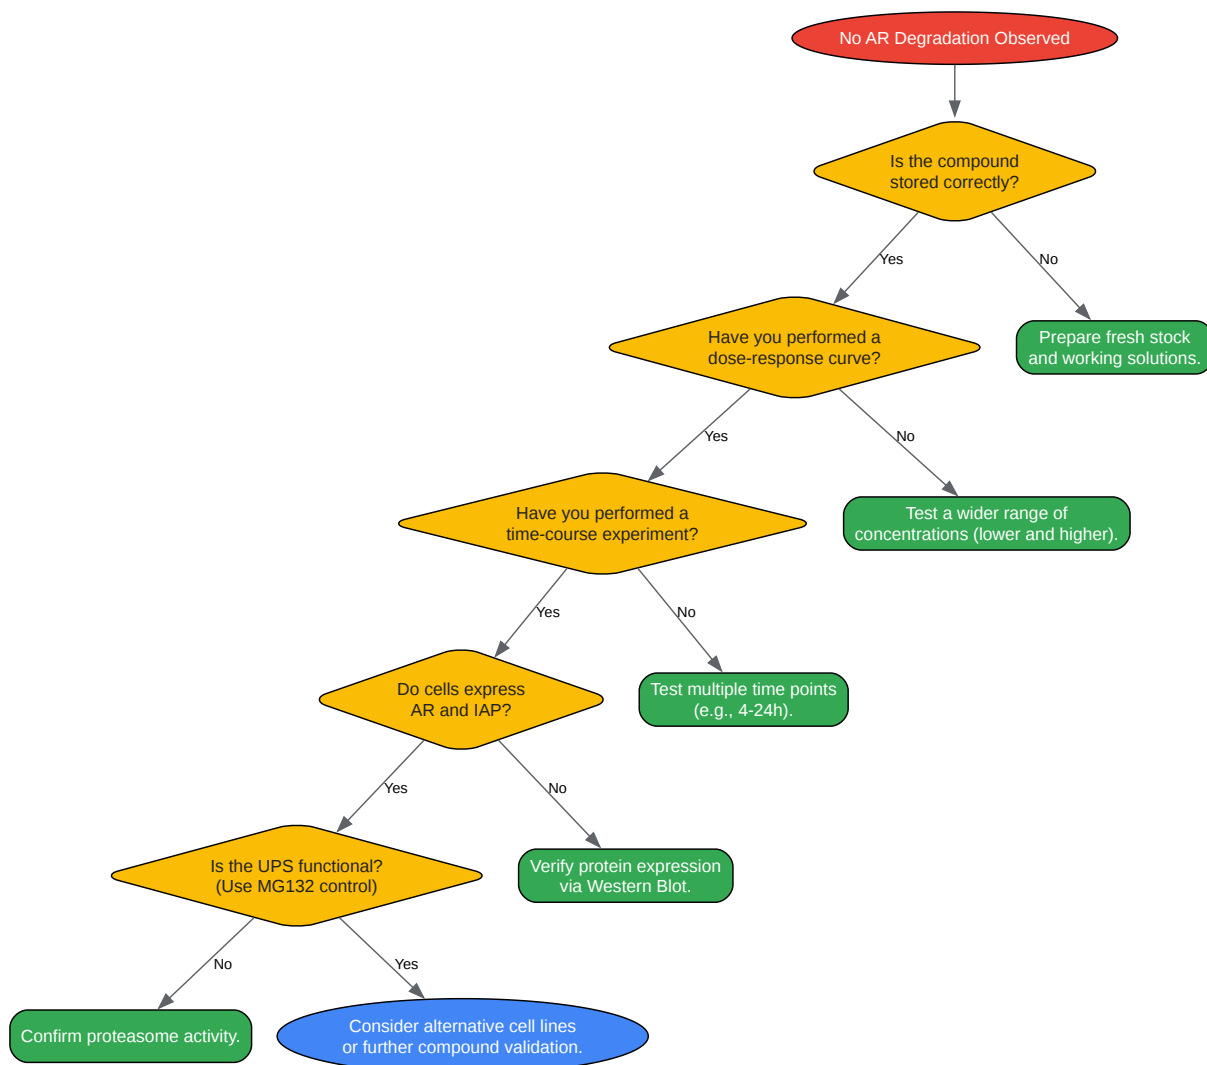 No AR Degradation Observed
Is the compound
stored correctly?
Yes
No
Have you performed a
dose-response curve?
Prepare fresh stock
and working solutions.
Yes
No
Have you performed a
time-course experiment?
Test a wider range of
concentrations (lower and higher).
Yes
No
Do cells express
AR and IAP?
Test multiple time points
(e.g., 4-24h).
Yes
No
Is the UPS functional?
(Use MG132 control)
Verify protein expression
via Western Blot.
No
Yes
Confirm proteasome activity.
Consider alternative cell lines
or further compound validation.